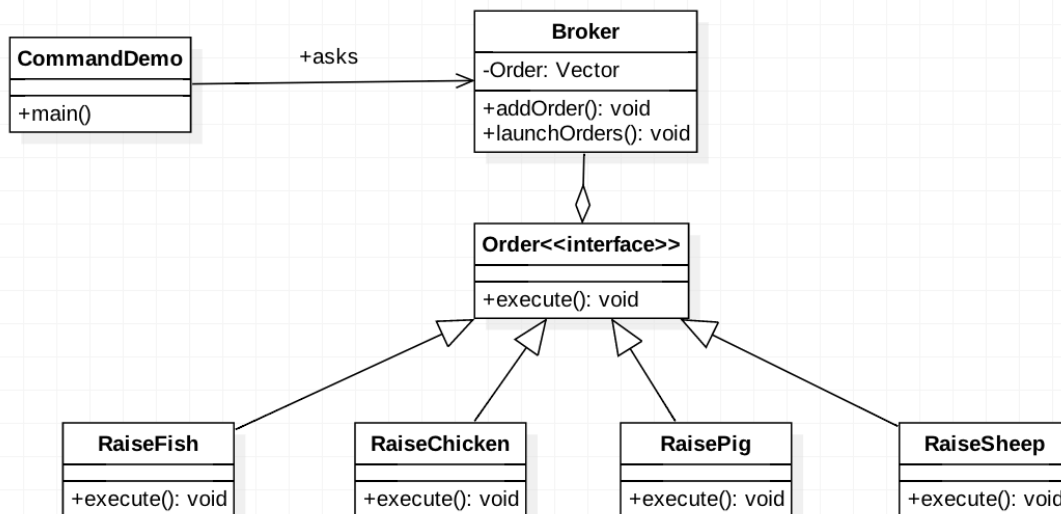 CommandDemo
+main()
+asks
Broker
-Order: Vector
+addOrder(): void
+launchOrders(): void
Order<<interface>>
+execute(): void
RaiseFish
+execute(): void
RaiseChicken
+execute(): void
RaisePig
+execute(): void
RaiseSheep
+execute(): void